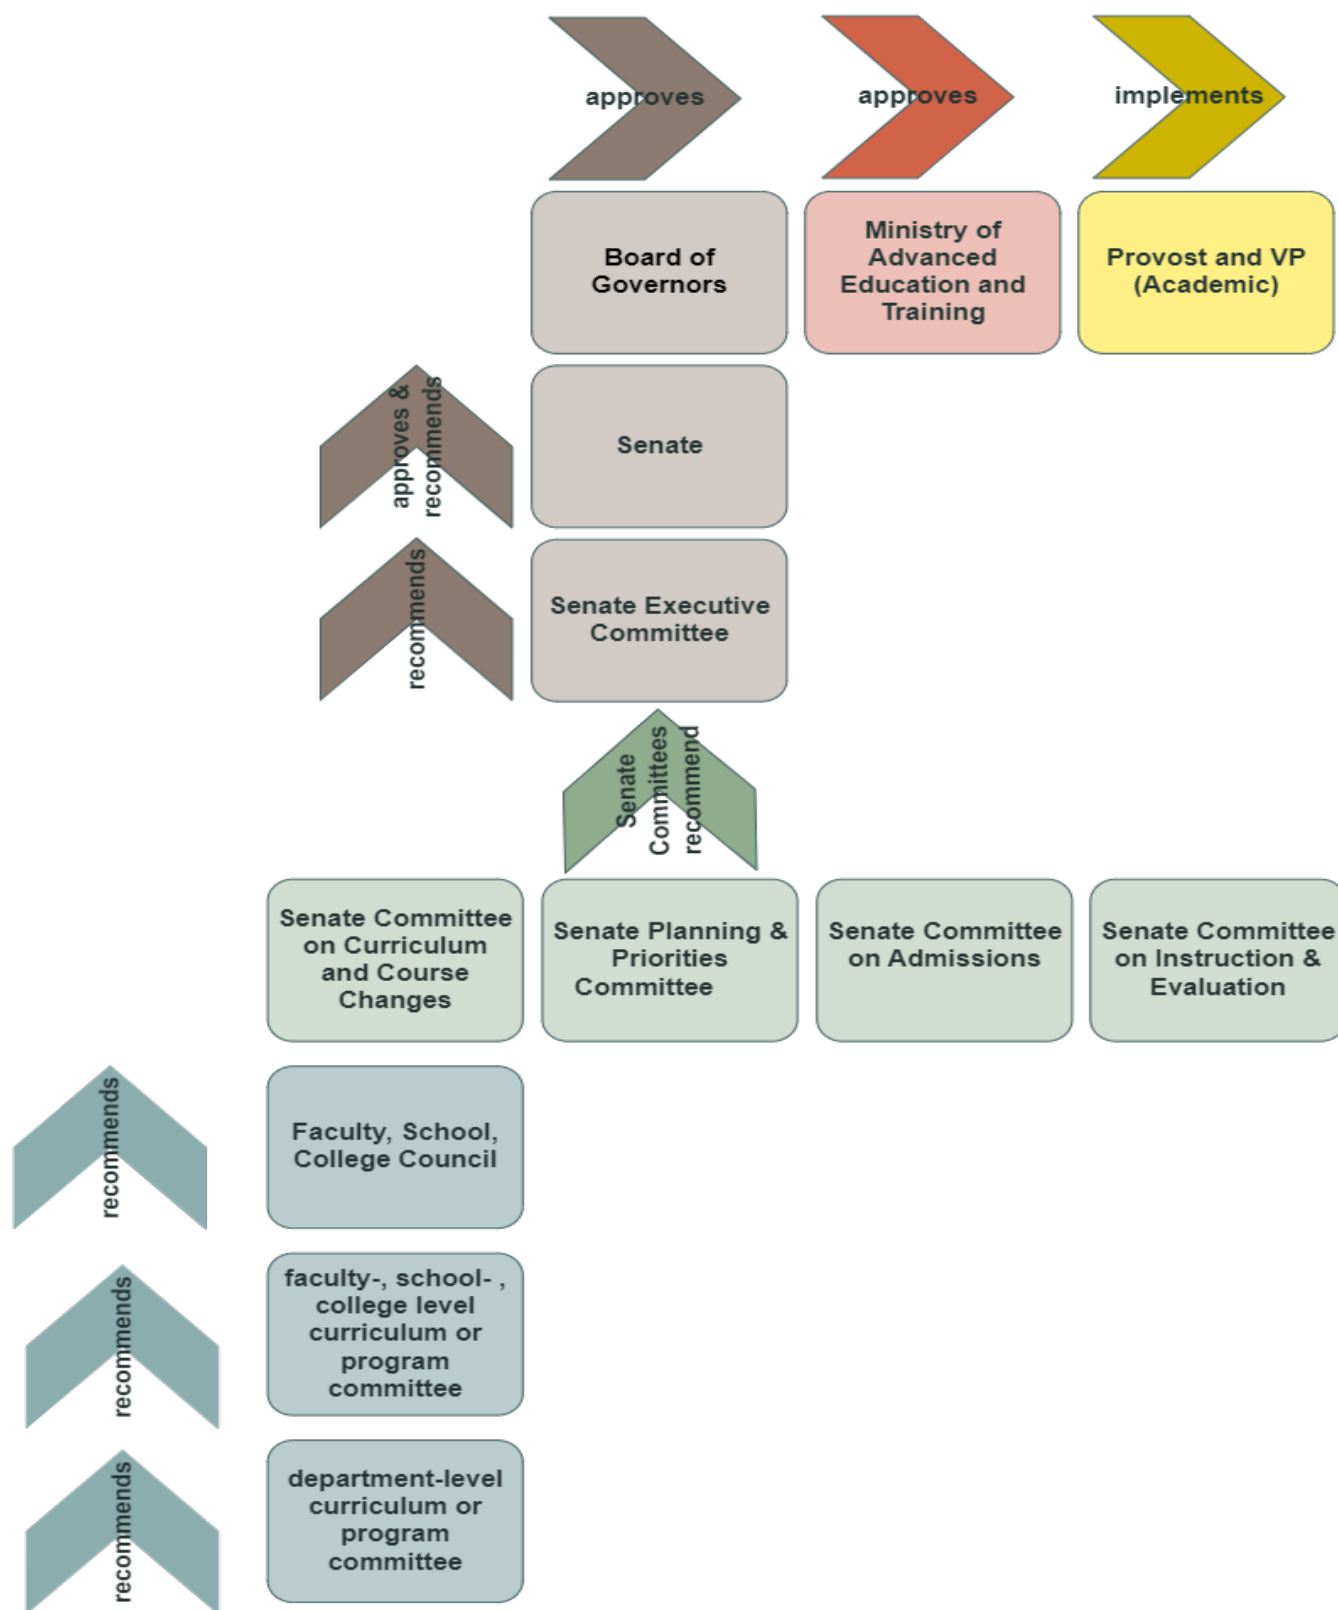 approves
approves
implements
Board of
Governors
Ministry of
Advanced
Education and
Training
Provost and VP
(Academic)
approves &
recommends
Senate
recommends
Senate Executive
Committee
Senate
Committees
recommend
Senate Committee
on Curriculum
and Course
Changes
Senate Planning &
Priorities
Committee
Senate Committee
on Admissions
Senate Committee
on Instruction &
Evaluation
recommends
Faculty, School,
College Council
recommends
faculty-, school- ,
college level
curriculum or
program
committee
recommends
department-level
curriculum or
program
committee